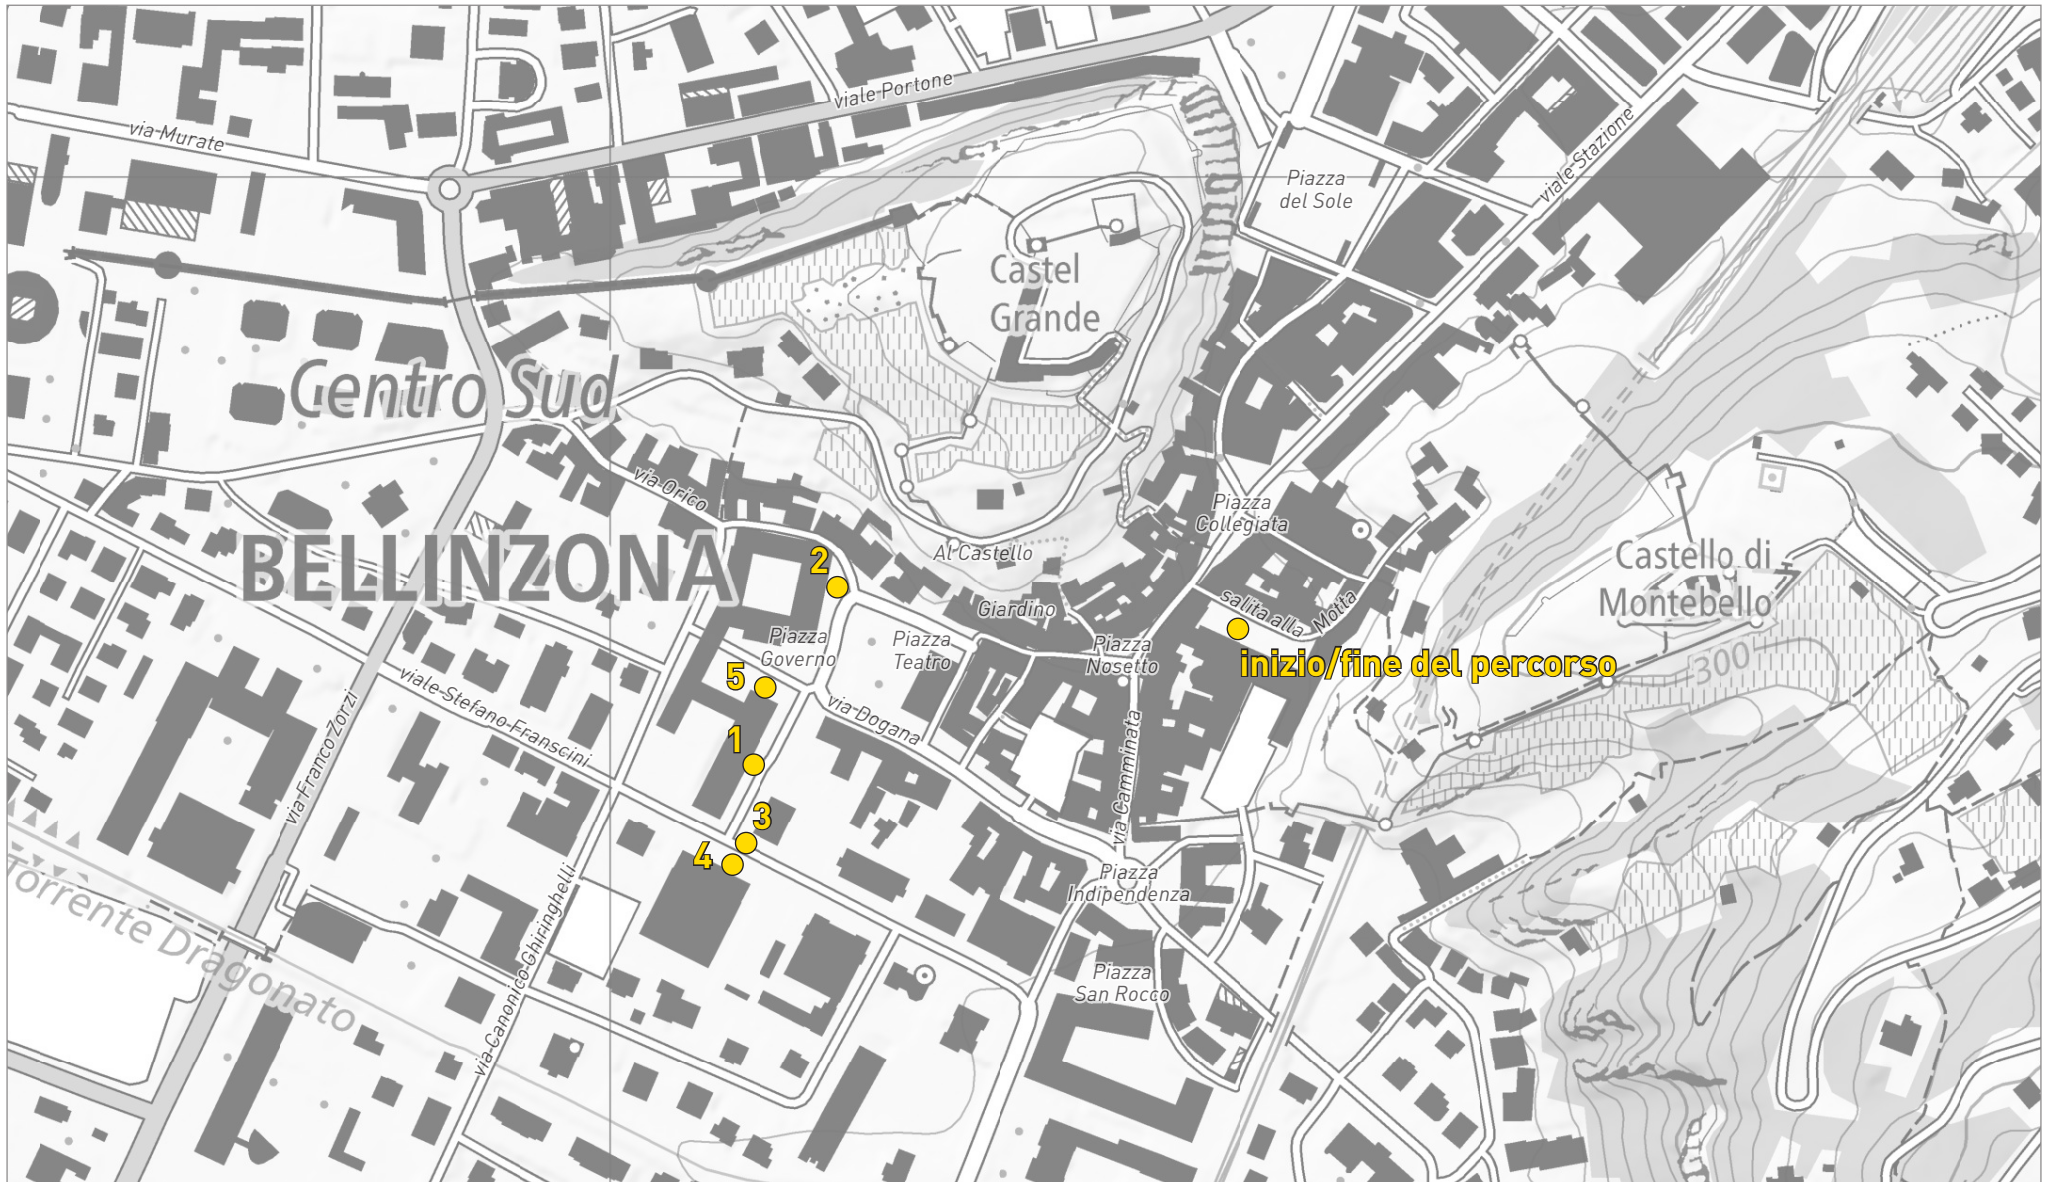 viale Portone
via Murate
Piazza
del Sole
viale Stazione
Castel
Grande
Centro Sud
via Orico
Piazza
Collegiata
BELLINZONA
2
Al Castello
Castello di
Montebello
Giardino
salita alla Motta
Piazza
Governo
Piazza
Teatro
Piazza
Nosetto
inizio/fine del percorso
300
5
viale Stefano Franscini
via Dogana
1
via Franco Zorzi
via Camminata
3
4
Piazza
Indipendenza
Torrente Dragonato
via Canonico Ghiringhelli
Piazza
San Rocco